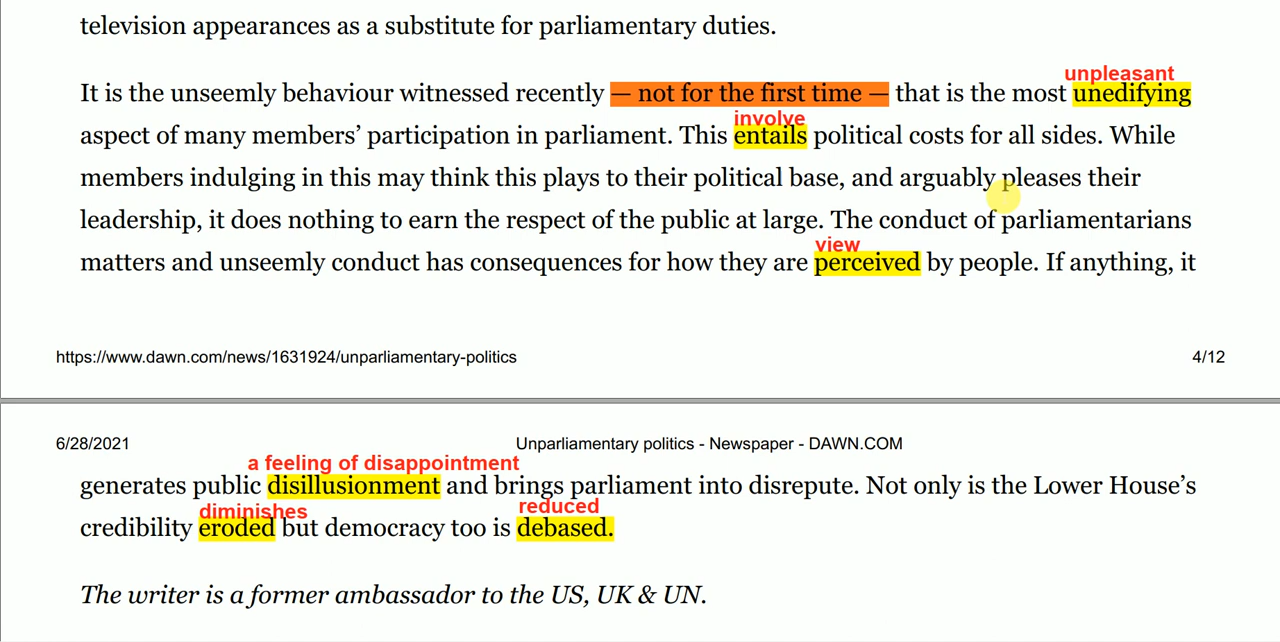 television appearances as a substitute for parliamentary duties.
unpleasant
It is the unseemly behaviour witnessed recently — not for the first time — that is the most unedifying
involve
aspect of many members’ participation in parliament. This entails political costs for all sides. While
members indulging in this may think this plays to their political base, and arguably pleases their
leadership, it does nothing to earn the respect of the public at large. The conduct of parliamentarians
view
matters and unseemly conduct has consequences for how they are perceived by people. If anything, it
https://www.dawn.com/news/1631924/unparliamentary-politics 4/12
6/28/2021 Unparliamentary politics - Newspaper - DAWN.COM
a feeling of disappointment
generates public disillusionment and brings parliament into disrepute. Not only is the Lower House’s
diminishes reduced
credibility eroded but democracy too is debased.
The writer is a former ambassador to the US, UK & UN.